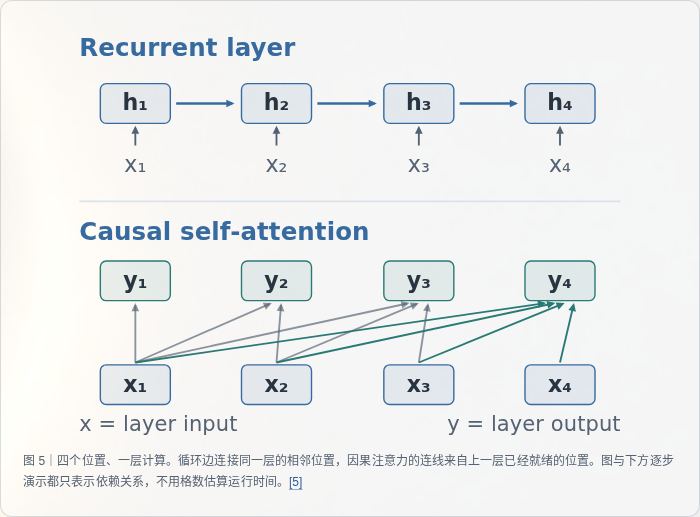 Recurrent layer
h₁ h₂ h₃ h₄
x₁ x₂ x₃ x₄
Causal self-attention
y₁ y₂ y₃ y₄
x₁ x₂ x₃ x₄
x = layer input y = layer output
图 5｜四个位置、一层计算。循环边连接同一层的相邻位置，因果注意力的连线来自上一层已经就绪的位置。图与下方逐步
演示都只表示依赖关系，不用格数估算运行时间。[5]